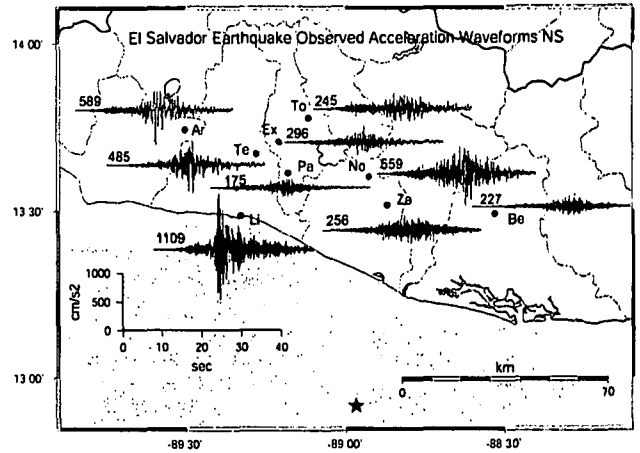 14 00'
El Salvador Earthquake Observed Acceleration Waveforms NS
589
To
245
Ar
Ex
296
Te
485
Pa
No
559
175
13 30'
Li
Za
227
256
Be
1109
1000
500
0
cm/s2
0 10 20 30 40
sec
km
0 70
13 00'
-89 30' -89 00' -88 30'